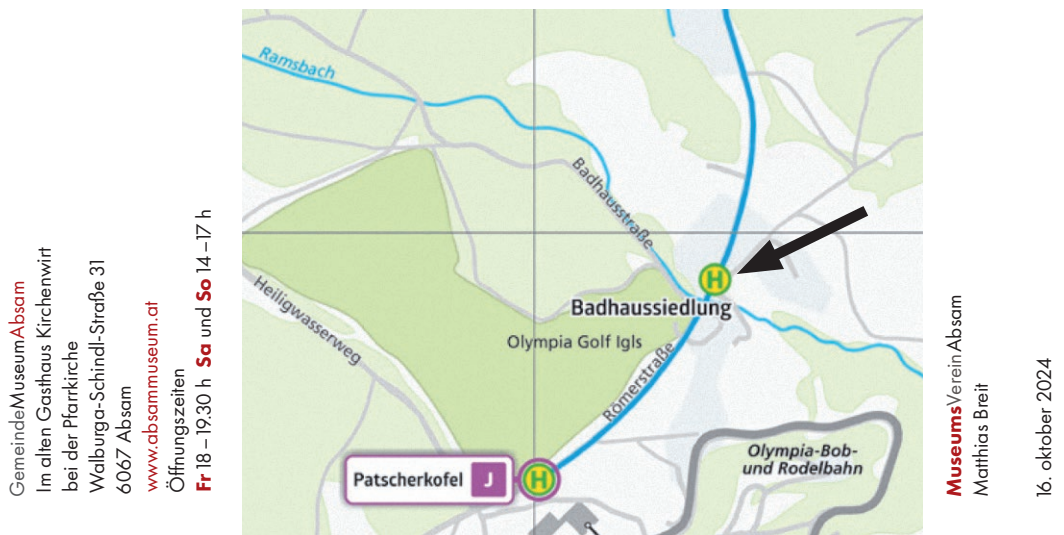 GemeindeMuseumAbsam
Im alten Gasthaus Kirchenwirt
bei der Pfarrkirche
Walburga-Schindl-Straße 31
6067 Absam
www.absammuseum.at
Öffnungszeiten
Fr 18 – 19.30 h Sa und So 14 – 17 h
Ramsbach
Badhausstraße
H
Badhaussiedlung
Heiligwasserweg
Olympia Golf Igls
Römerstraße
Patscherkofel J H
Olympia-Bob-
und Rodelbahn
MuseumsVerein Absam
Matthias Breit
16. oktober 2024